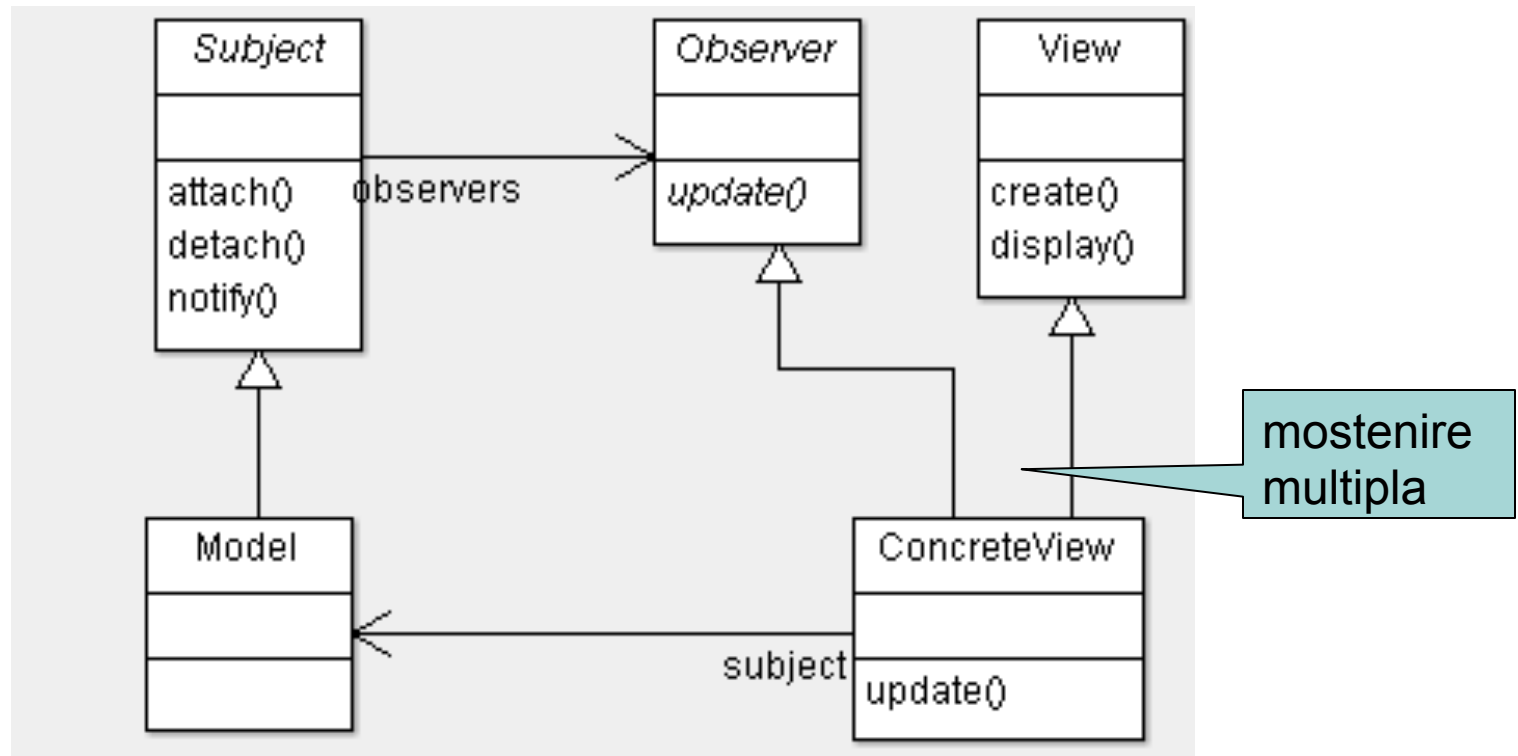 Subject
attach()
detach()
notify()
observers
Observer
update()
View
create()
display()
mostenire
multipla
Model
subject
ConcreteView
update()